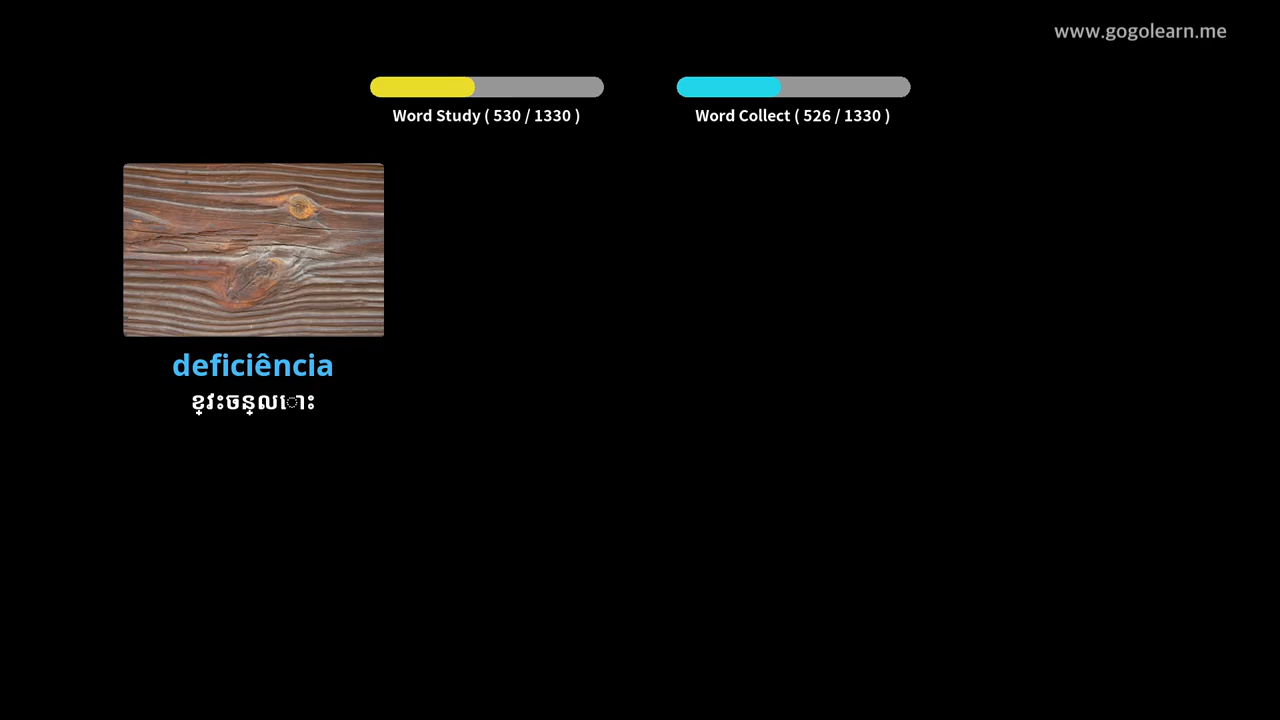 www.gogolearn.me
Word Study ( 530 / 1330 )
Word Collect ( 526 / 1330 )
deficiência
ខ្វះចន្លោះ